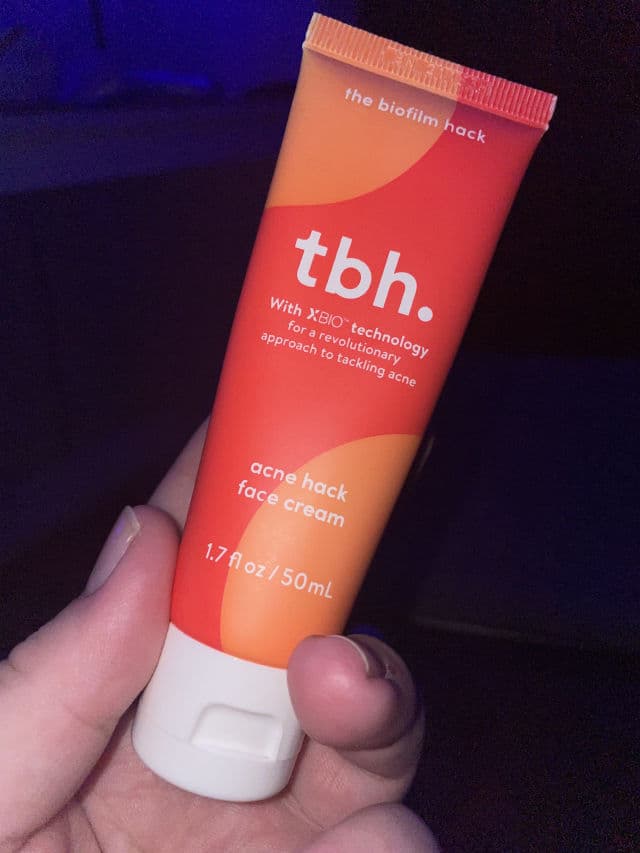 the biofilm hack
tbh.
With XBIO™ technology
for a revolutionary
approach to tackling acne
acne hack
face cream
1.7 fl oz / 50mL